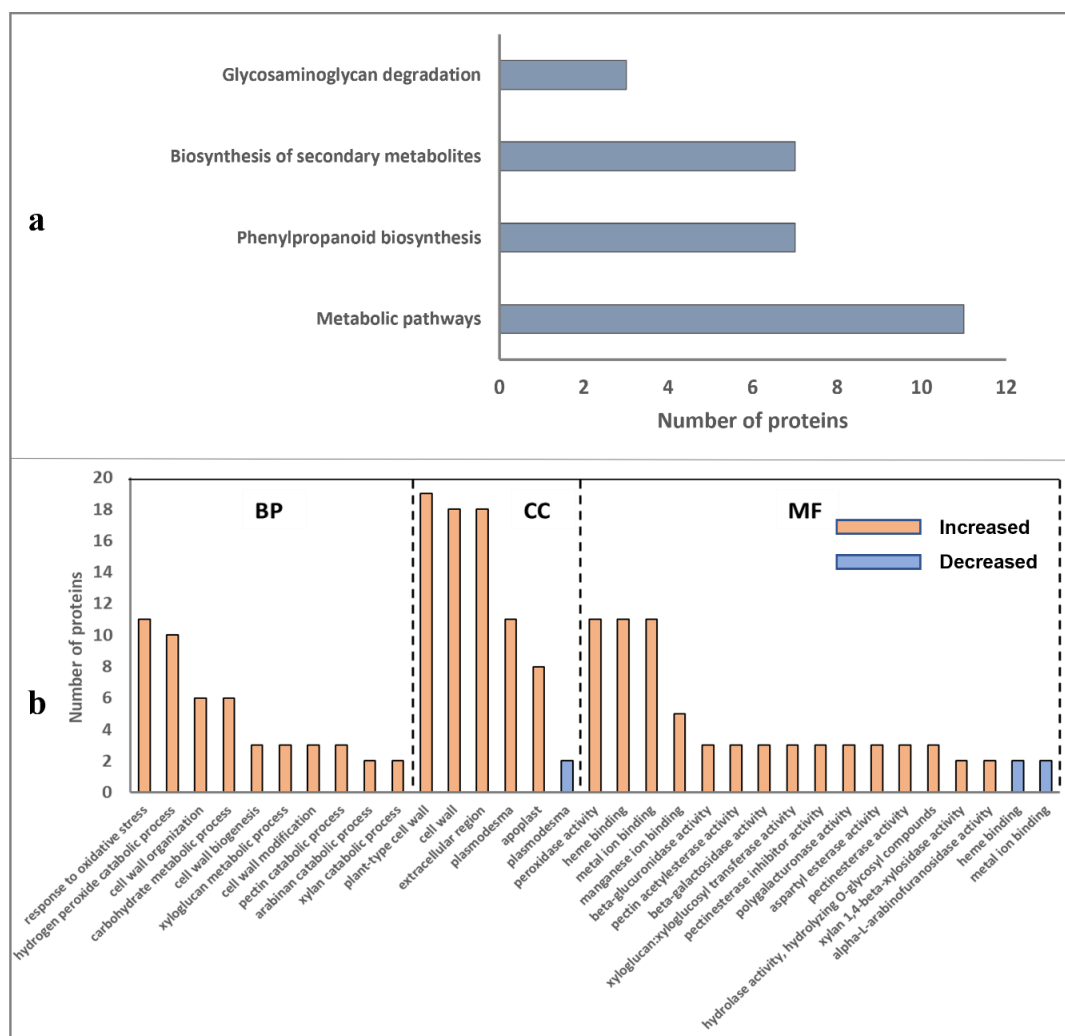 a
Glycosaminoglycan degradation
Biosynthesis of secondary metabolites
Phenylpropanoid biosynthesis
Metabolic pathways
0 2 4 6 8 10 12
Number of proteins
b
Number of proteins
20
18
16
14
12
10
8
6
4
2
0
BP
CC
MF
Increased
Decreased
response to oxidative stress
hydrogen peroxide catabolic process
cell wall organization
carbohydrate metabolic process
cell wall biogenesis
xyloglucan metabolic process
cell wall modification
pectin catabolic process
arabinan catabolic process
xylan catabolic process
plant-type cell wall
cell wall
extracellular region
plasmodesma
apoplast
plasmodesma
peroxidase activity
heme binding
metal ion binding
manganese ion binding
beta-glucuronidase activity
pectin acetylesterase activity
beta-galactosidase activity
xyloglucan:xyloglucosyl transferase activity
pectinesterase inhibitor activity
polygalacturonase activity
aspartyl esterase activity
pectinesterase activity
hydrolase activity, hydrolyzing O-glycosyl compounds
xylan 1,4-beta-xylosidase activity
alpha-L-arabinofuranosidase activity
heme binding
metal ion binding